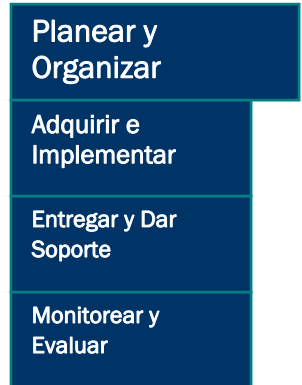 Planear y
Organizar
Adquirir e
Implementar
Entregar y Dar
Soporte
Monitorear y
Evaluar